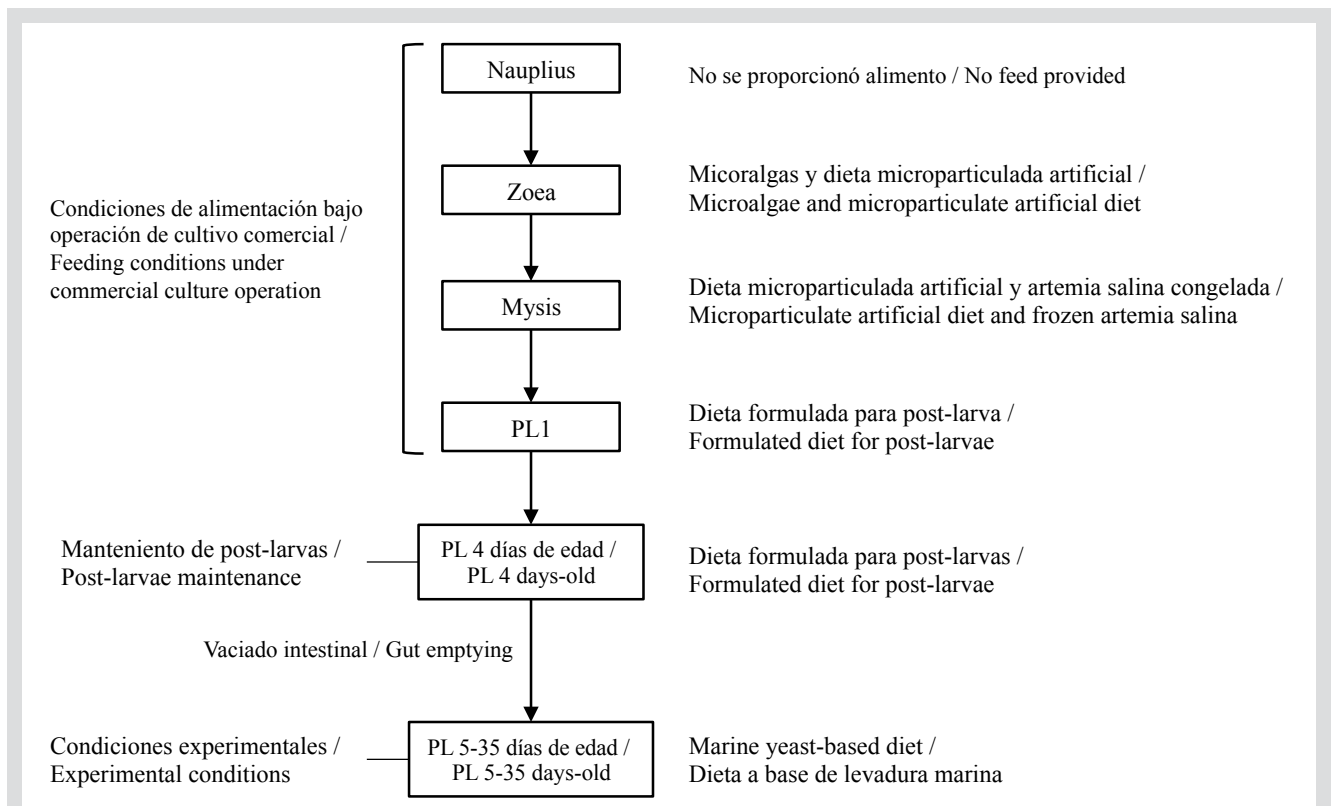 Nauplius
No se proporcionó alimento / No feed provided
Zoea
Micoralgas y dieta microparticulada artificial /
Microalgae and microparticulate artificial diet
Condiciones de alimentación bajo
operación de cultivo comercial /
Feeding conditions under
commercial culture operation
Mysis
Dieta microparticulada artificial y artemia salina congelada /
Microparticulate artificial diet and frozen artemia salina
PL1
Dieta formulada para post-larva /
Formulated diet for post-larvae
Manteniento de post-larvas /
Post-larvae maintenance
PL 4 días de edad /
PL 4 days-old
Dieta formulada para post-larvas /
Formulated diet for post-larvae
Vaciado intestinal / Gut emptying
Condiciones experimentales /
Experimental conditions
PL 5-35 días de edad /
PL 5-35 days-old
Marine yeast-based diet /
Dieta a base de levadura marina